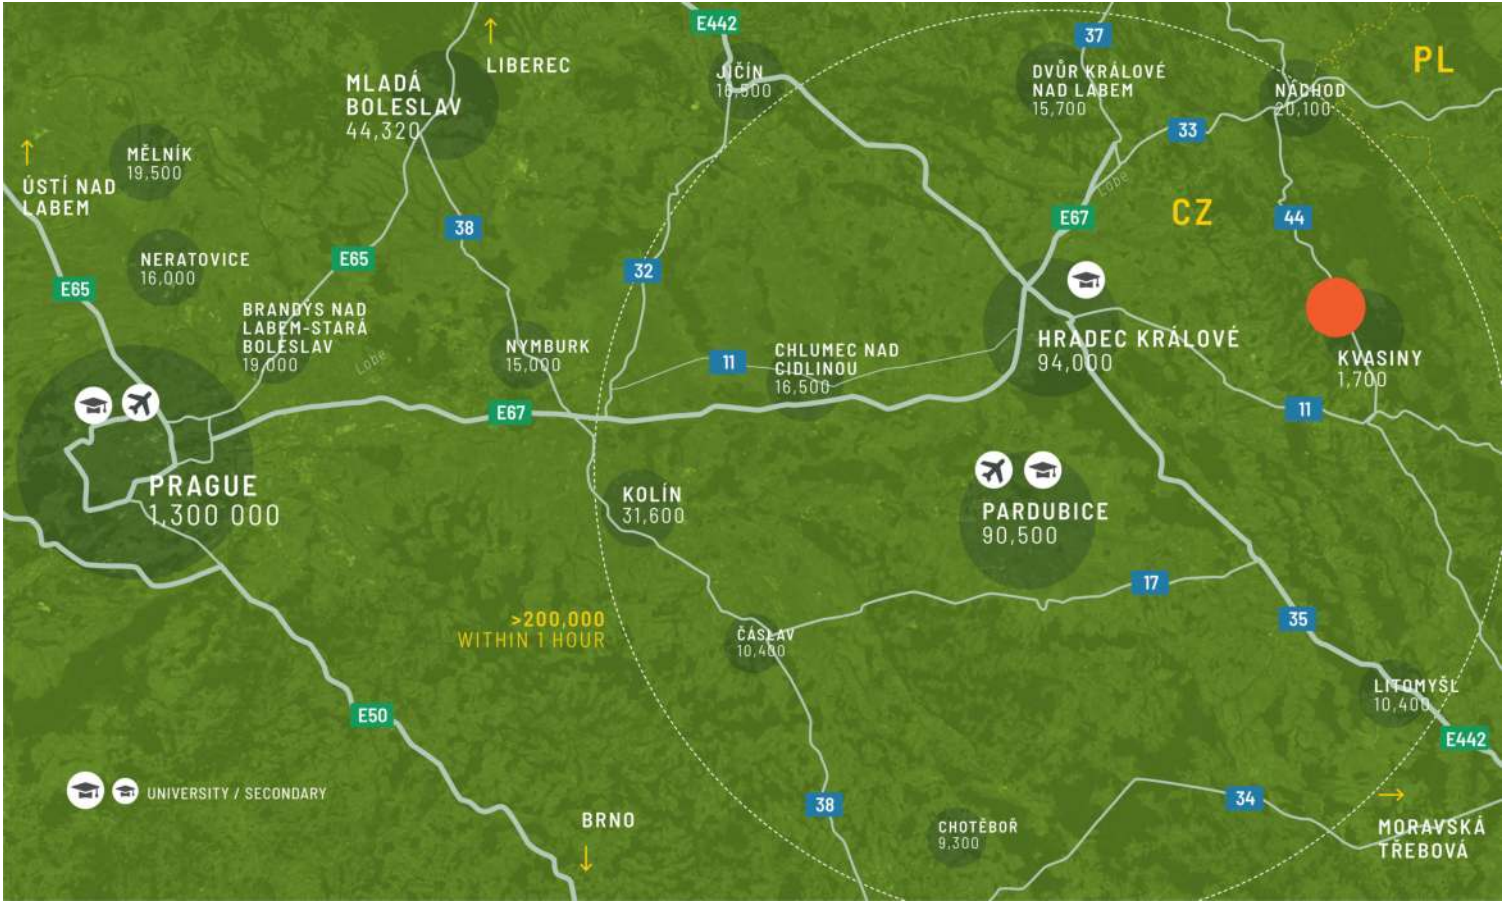 E442
37
PL
LIBEREC
JIČÍN
16,500
DVŮR KRÁLOVÉ
NAD LABEM
15,700
NÁCHOD
20,100
MLADÁ
BOLESLAV
44,320
33
MĚLNÍK
19,500
ÚSTÍ NAD
LABEM
Lobe
CZ
E67
44
38
NERATOVICE
16,000
E65
E65
32
BRANDÝS NAD
LABEM-STARÁ
BOLESLAV
19,000
Lobe
NYMBURK
15,000
11
CHLUMEC NAD
CIDLINOU
16,500
HRADEC KRÁLOVÉ
94,000
KVASINY
1,700
E67
11
PRAGUE
1,300 000
KOLÍN
31,600
PARDUBICE
90,500
17
>200,000
WITHIN 1 HOUR
ČÁSLAV
10,400
35
LITOMYŠL
10,400
E50
E442
UNIVERSITY / SECONDARY
38
34
BRNO
CHOTĚBOŘ
9,300
MORAVSKÁ
TŘEBOVÁ